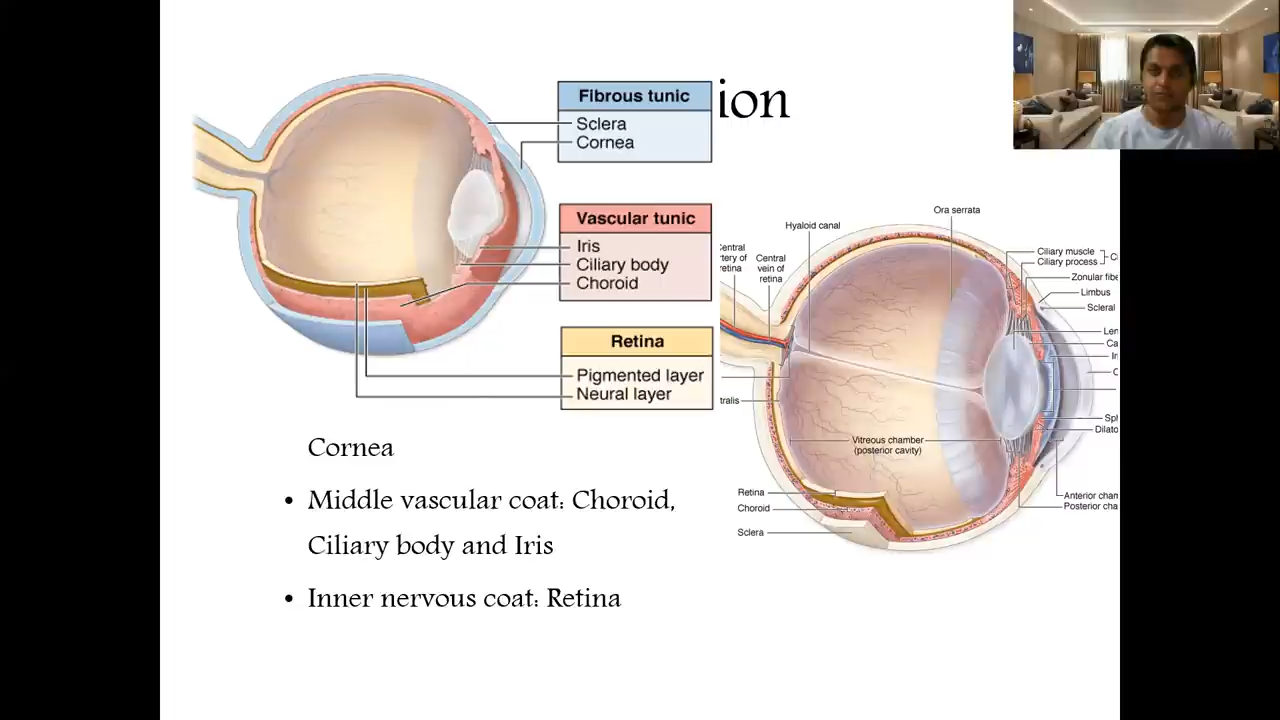 ion
Fibrous tunic
Sclera
Cornea
Vascular tunic
Iris
Ciliary body
Choroid
Retina
Pigmented layer
Neural layer
Cornea
• Middle vascular coat: Choroid,
Ciliary body and Iris
• Inner nervous coat: Retina
Ora serrata
Hyaloid canal
Central
rtery of
retina
Central
vein of
retina
Ciliary muscle
Ciliary process
Zonular fibe
Limbus
Scleral
Len
Ca
Iri
C
Sph
Dilato
tralis
Vitreous chamber
(posterior cavity)
Retina
Choroid
Sclera
Anterior cham
Posterior cha